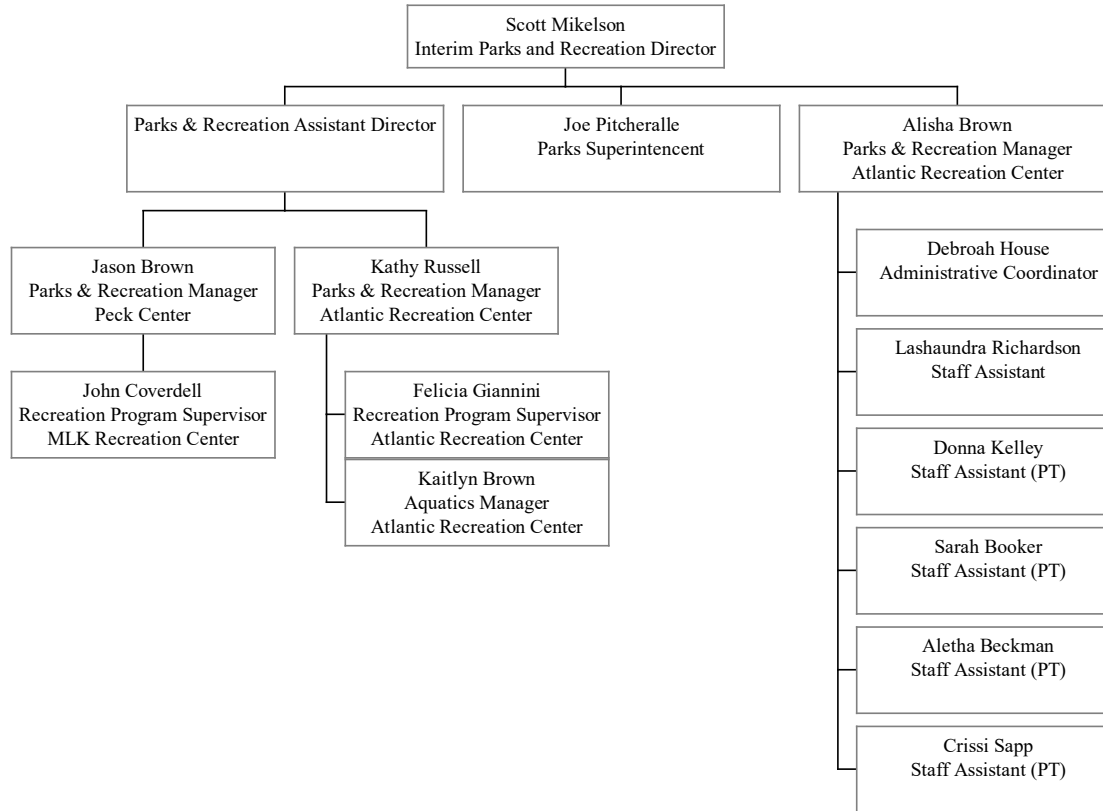 Scott Mikelson
Interim Parks and Recreation Director
Parks & Recreation Assistant Director
Joe Pitcheralle
Parks Superintencent
Alisha Brown
Parks & Recreation Manager
Atlantic Recreation Center
Jason Brown
Parks & Recreation Manager
Peck Center
Kathy Russell
Parks & Recreation Manager
Atlantic Recreation Center
John Coverdell
Recreation Program Supervisor
MLK Recreation Center
Felicia Giannini
Recreation Program Supervisor
Atlantic Recreation Center
Kaitlyn Brown
Aquatics Manager
Atlantic Recreation Center
Debroah House
Administrative Coordinator
Lashaundra Richardson
Staff Assistant
Donna Kelley
Staff Assistant (PT)
Sarah Booker
Staff Assistant (PT)
Aletha Beckman
Staff Assistant (PT)
Crissi Sapp
Staff Assistant (PT)